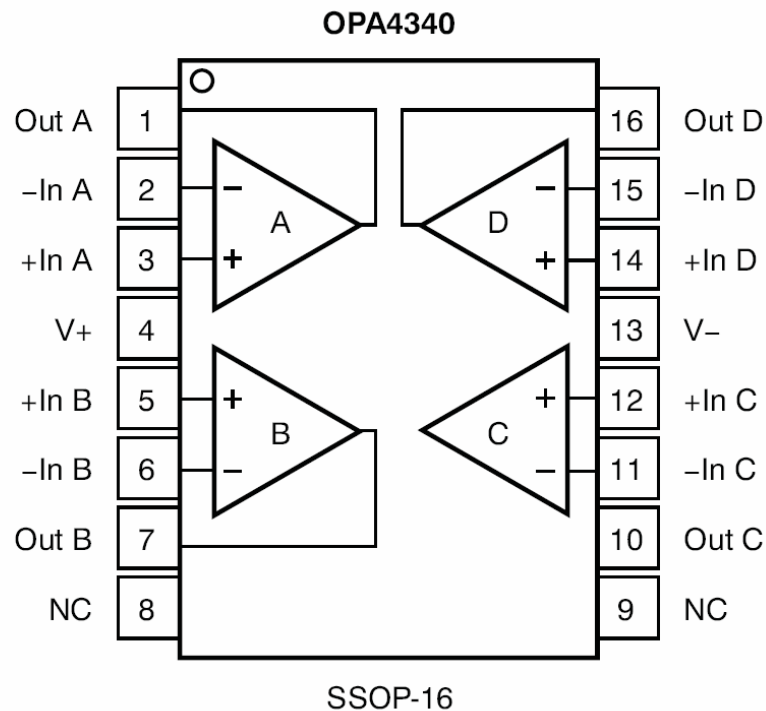 OPA4340
Out A 1 16 Out D
–In A 2 – – 15 –In D
A D
+In A 3 + + 14 +In D
V+ 4 13 V–
+In B 5 + + 12 +In C
B C
–In B 6 – – 11 –In C
Out B 7 10 Out C
NC 8 9 NC
SSOP-16